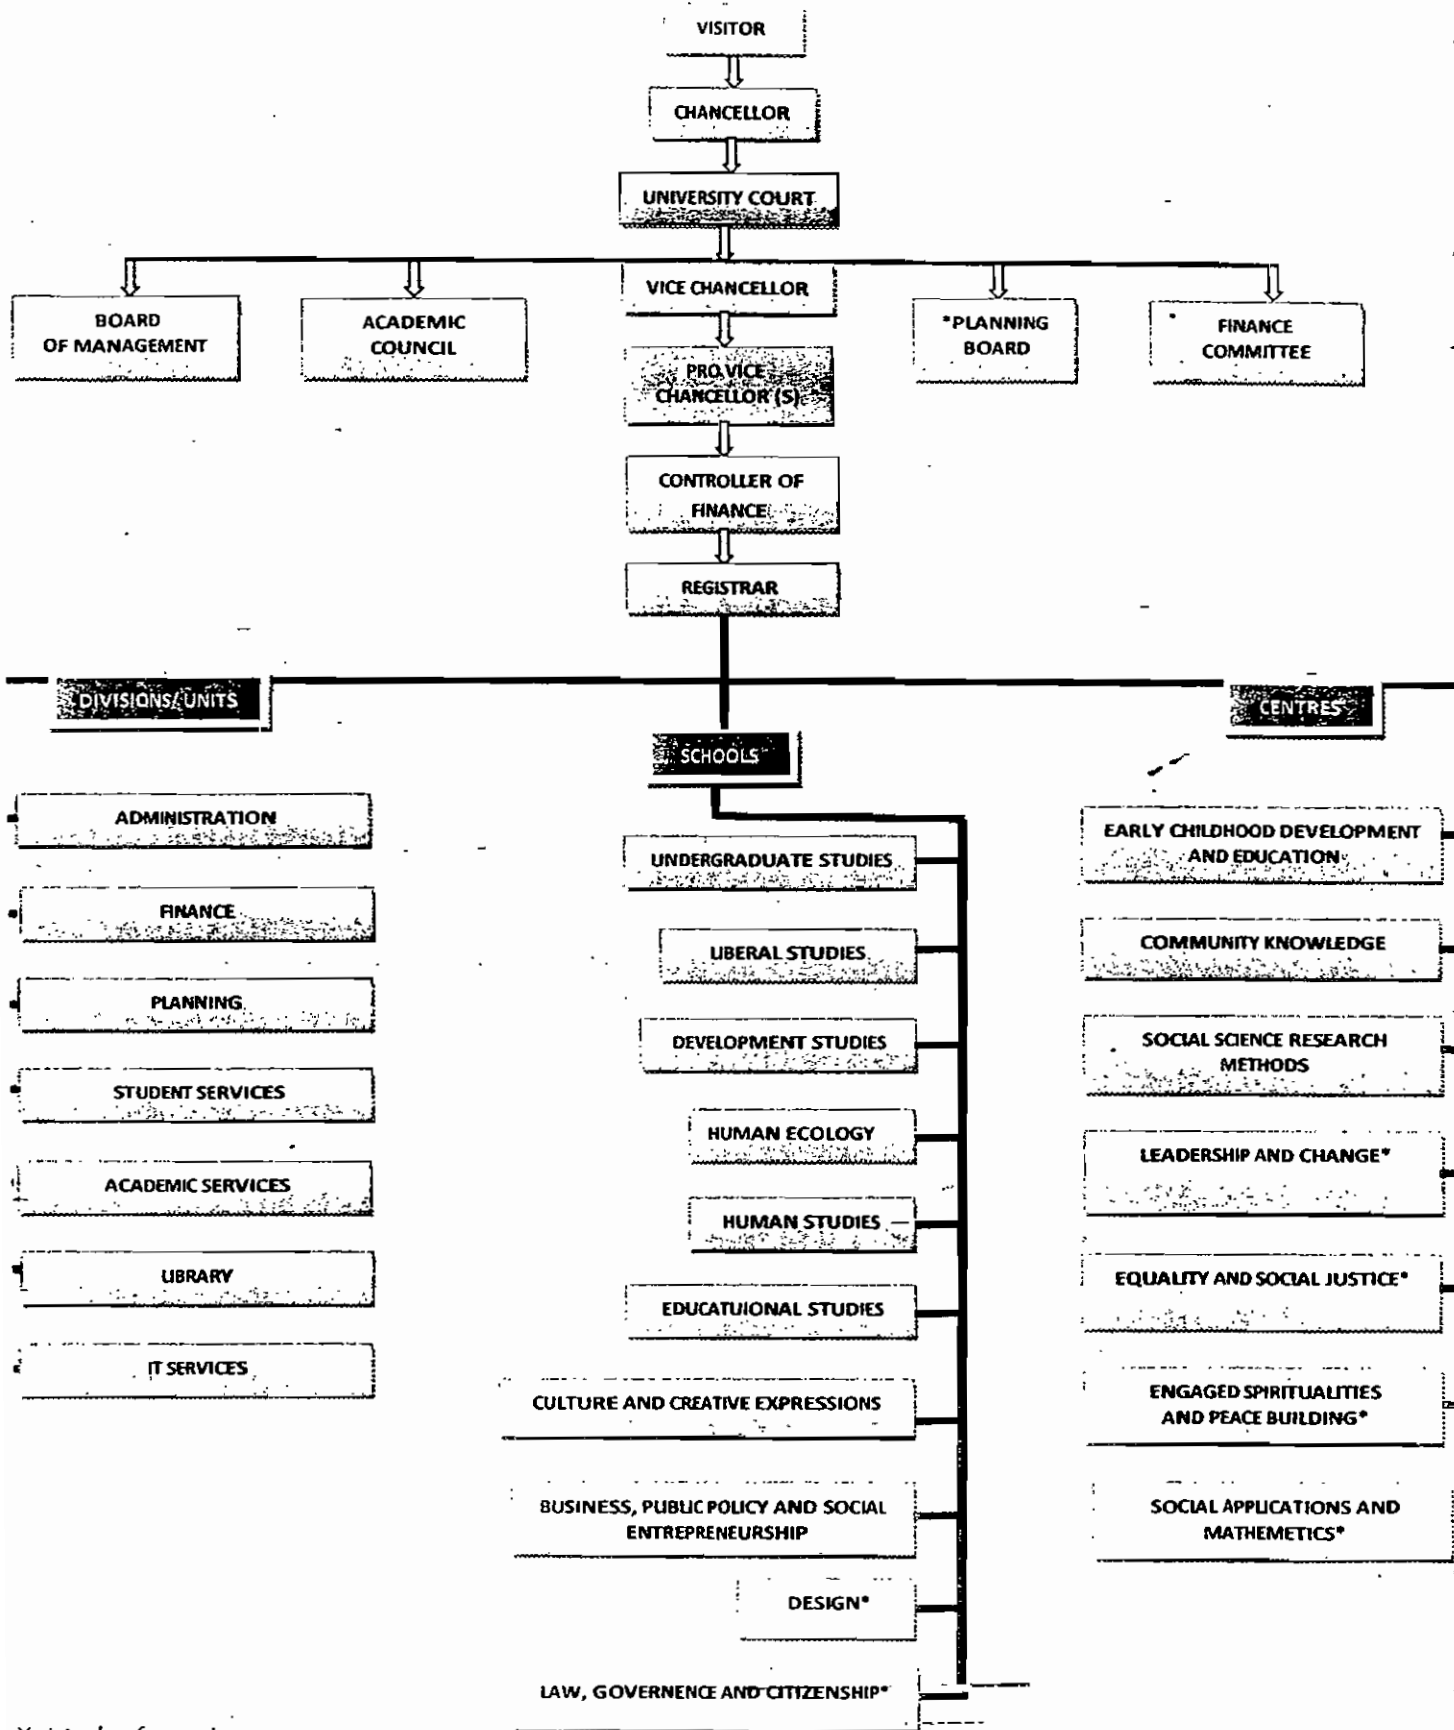 VISITOR
CHANCELLOR
UNIVERSITY COURT
VICE CHANCELLOR
BOARD
OF MANAGEMENT
ACADEMIC
COUNCIL
*PLANNING
BOARD
FINANCE
COMMITTEE
PRO VICE
CHANCELLOR (S)
CONTROLLER OF
FINANCE
REGISTRAR
DIVISIONS/ UNITS
ADMINISTRATION
FINANCE
PLANNING
STUDENT SERVICES
ACADEMIC SERVICES
LIBRARY
IT SERVICES
SCHOOLS
UNDERGRADUATE STUDIES
LIBERAL STUDIES
DEVELOPMENT STUDIES
HUMAN ECOLOGY
HUMAN STUDIES
EDUCATUIONAL STUDIES
CULTURE AND CREATIVE EXPRESSIONS
BUSINESS, PUBLIC POLICY AND SOCIAL
ENTREPRENEURSHIP
DESIGN*
LAW, GOVERNENCE AND CITIZENSHIP*
CENTRES
EARLY CHILDHOOD DEVELOPMENT
AND EDUCATION
COMMUNITY KNOWLEDGE
SOCIAL SCIENCE RESEARCH
METHODS
LEADERSHIP AND CHANGE*
EQUALITY AND SOCIAL JUSTICE*
ENGAGED SPIRITUALITIES
AND PEACE BUILDING*
SOCIAL APPLICATIONS AND
MATHEMETICS*